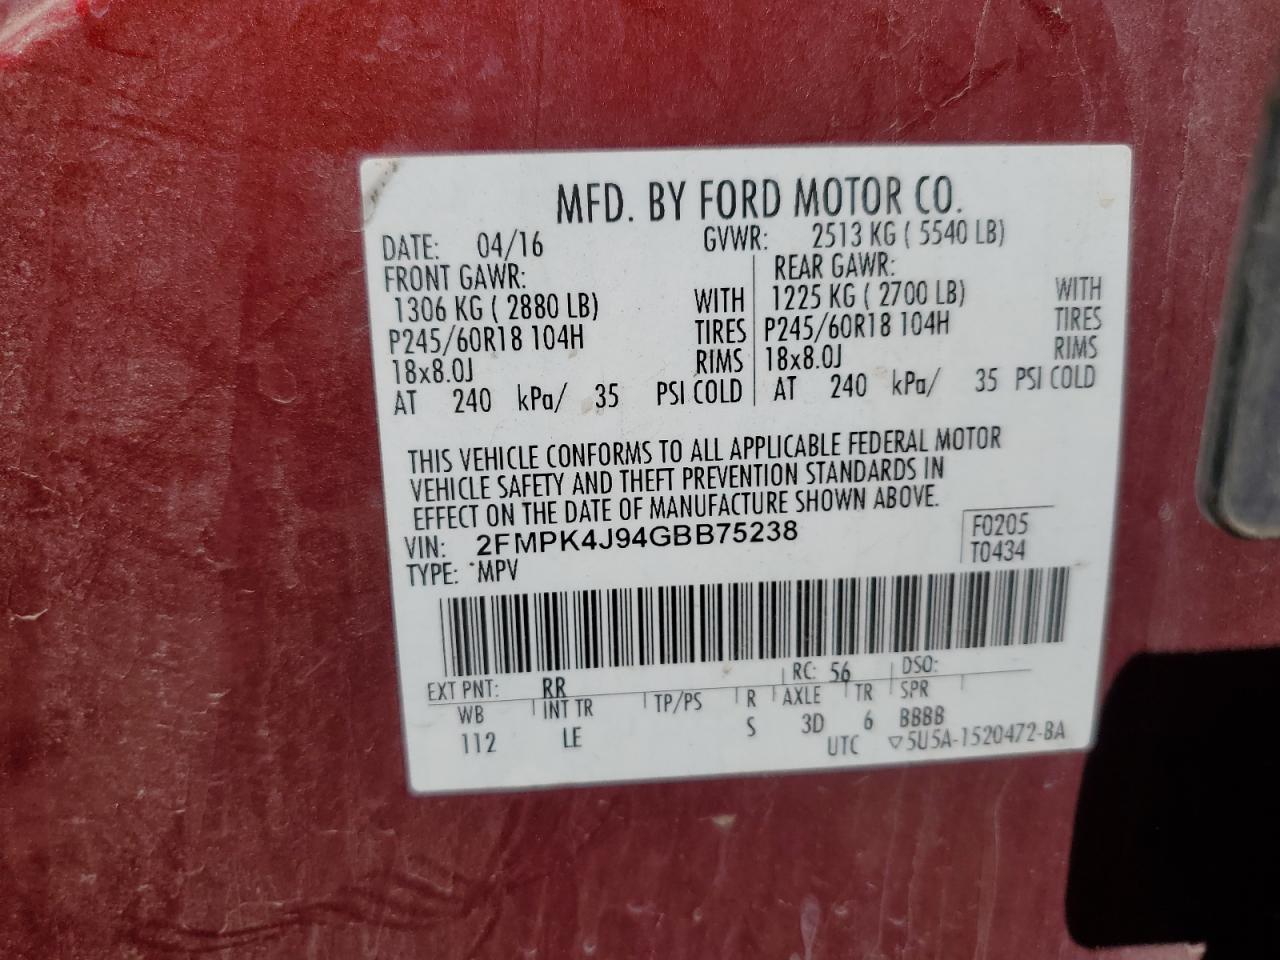 MFD. BY FORD MOTOR CO.
DATE: 04/16 GVWR: 2513 KG ( 5540 LB)
FRONT GAWR: REAR GAWR:
1306 KG ( 2880 LB) WITH 1225 KG ( 2700 LB) WITH
P245/60R18 104H TIRES P245/60R18 104H TIRES
18x8.0J RIMS 18x8.0J RIMS
AT 240 kPa/ 35 PSI COLD AT 240 kPa/ 35 PSI COLD
THIS VEHICLE CONFORMS TO ALL APPLICABLE FEDERAL MOTOR
VEHICLE SAFETY AND THEFT PREVENTION STANDARDS IN
EFFECT ON THE DATE OF MANUFACTURE SHOWN ABOVE.
VIN: 2FMPK4J94GBB75238 F0205
TYPE: *MPV T0434
EXT PNT: RR RC: 56 DSO:
WB INT TR TP/PS R AXLE TR SPR
112 LE S 3D 6 BBBB
UTC ▽5U5A-1520472-BA